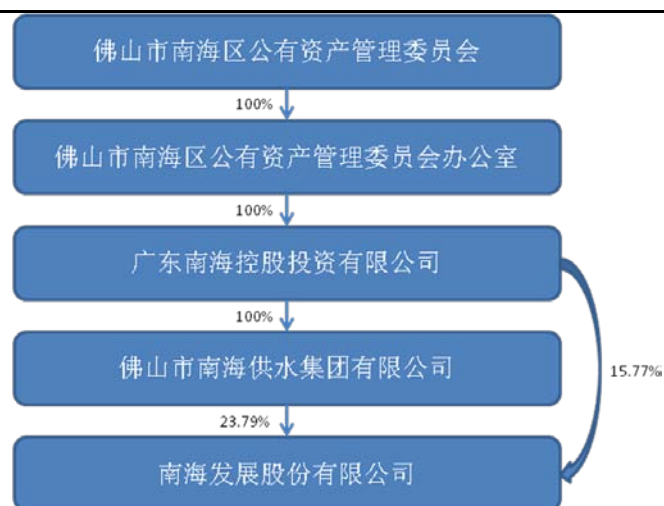 佛山市南海区公有资产管理委员会
100%
佛山市南海区公有资产管理委员会办公室
100%
广东南海控股投资有限公司
100%
佛山市南海供水集团有限公司
15.77%
23.79%
南海发展股份有限公司